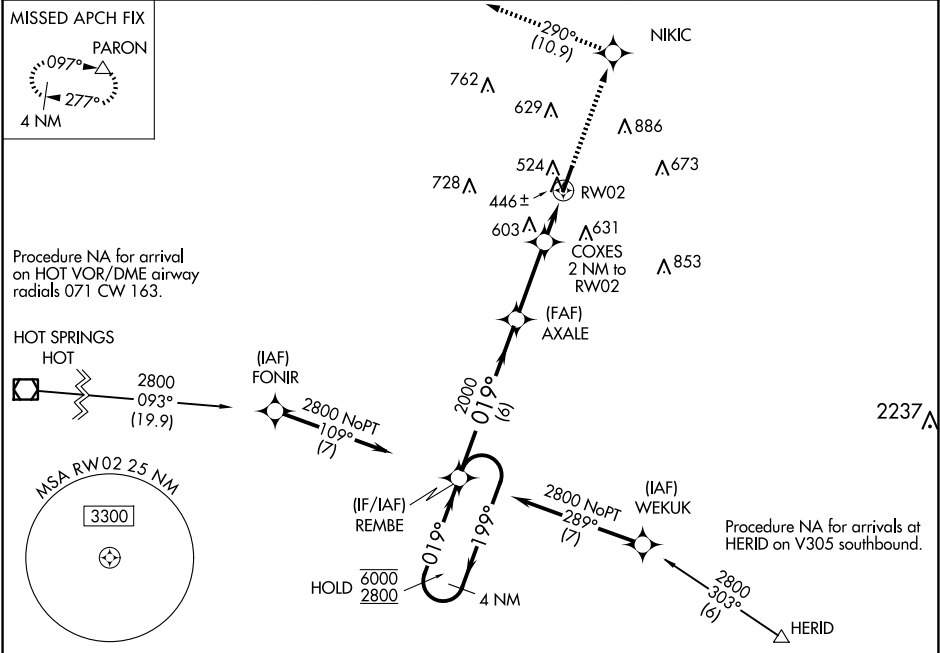 MISSED APCH FIX
PARON
097°
277°
4 NM
290°
(10.9)
NIKIC
762
629
886
524
673
728
446±
RW02
603
631
COXES
2 NM to
RW02
853
Procedure NA for arrival
on HOT VOR/DME airway
radials 071 CW 163.
(FAF)
AXALE
HOT SPRINGS
HOT
2800
093°
(19.9)
(IAF)
FONIR
2800 NoPT
109°
(7)
2000
019°
(6)
2237
MSA RW02 25 NM
3300
(IF/IAF)
REMBE
019°
199°
HOLD
6000
2800
4 NM
2800 NoPT
289°
(7)
(IAF)
WEKUK
Procedure NA for arrivals at
HERID on V305 southbound.
2800
303°
(6)
HERID